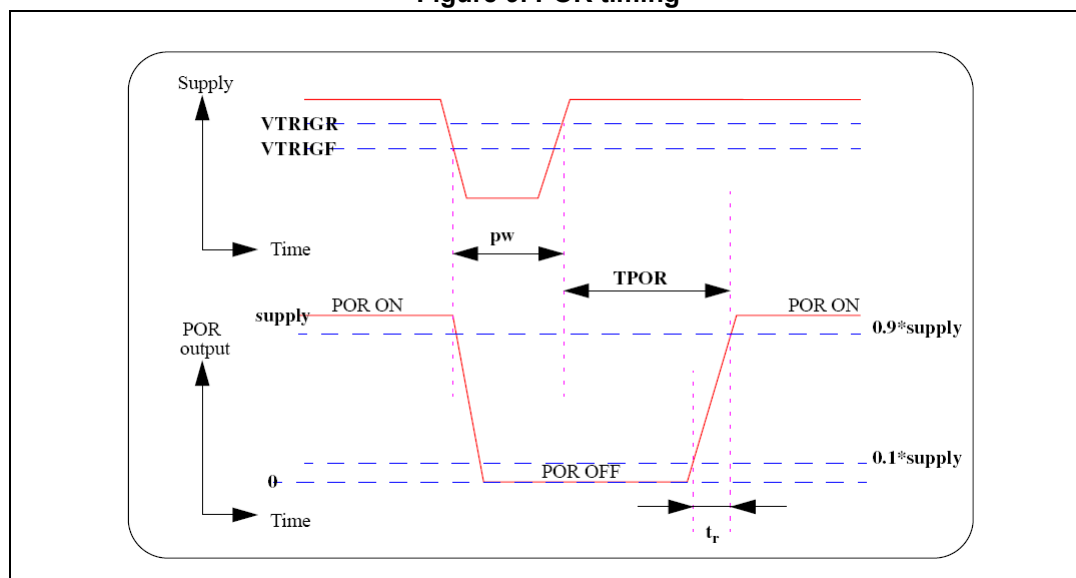 Supply
VTRIGR
VTRIGF
Time
pw
TPOR
POR ON
POR ON
supply
0.9*supply
POR
output
0.1*supply
POR OFF
0
Time
tr